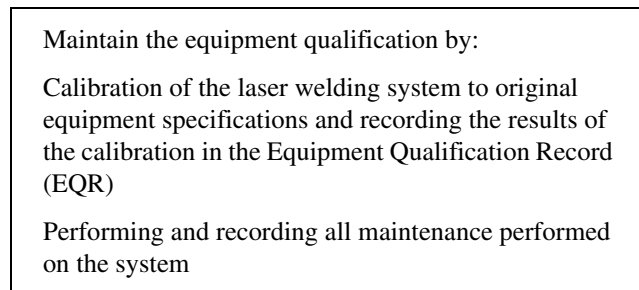 Maintain the equipment qualification by:
Calibration of the laser welding system to original
equipment specifications and recording the results of
the calibration in the Equipment Qualification Record
(EQR)
Performing and recording all maintenance performed
on the system